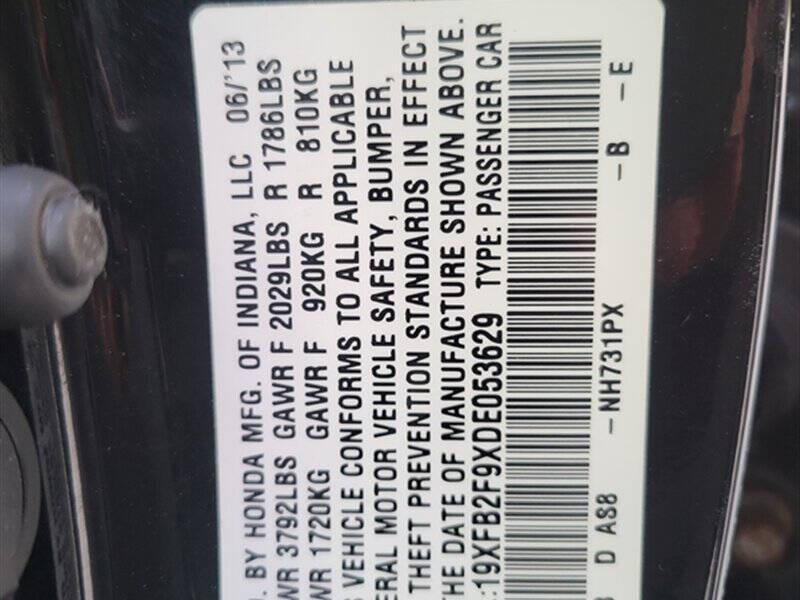 . BY HONDA MFG. OF INDIANA, LLC 06/'13
WR 3792LBS GAWR F 2029LBS R 1786LBS
WR 1720KG GAWR F 920KG R 810KG
VEHICLE CONFORMS TO ALL APPLICABLE
ERAL MOTOR VEHICLE SAFETY, BUMPER,
THEFT PREVENTION STANDARDS IN EFFECT
THE DATE OF MANUFACTURE SHOWN ABOVE.
:19XFB2F9XDE053629 TYPE: PASSENGER CAR
D AS8 -NH731PX -B -E